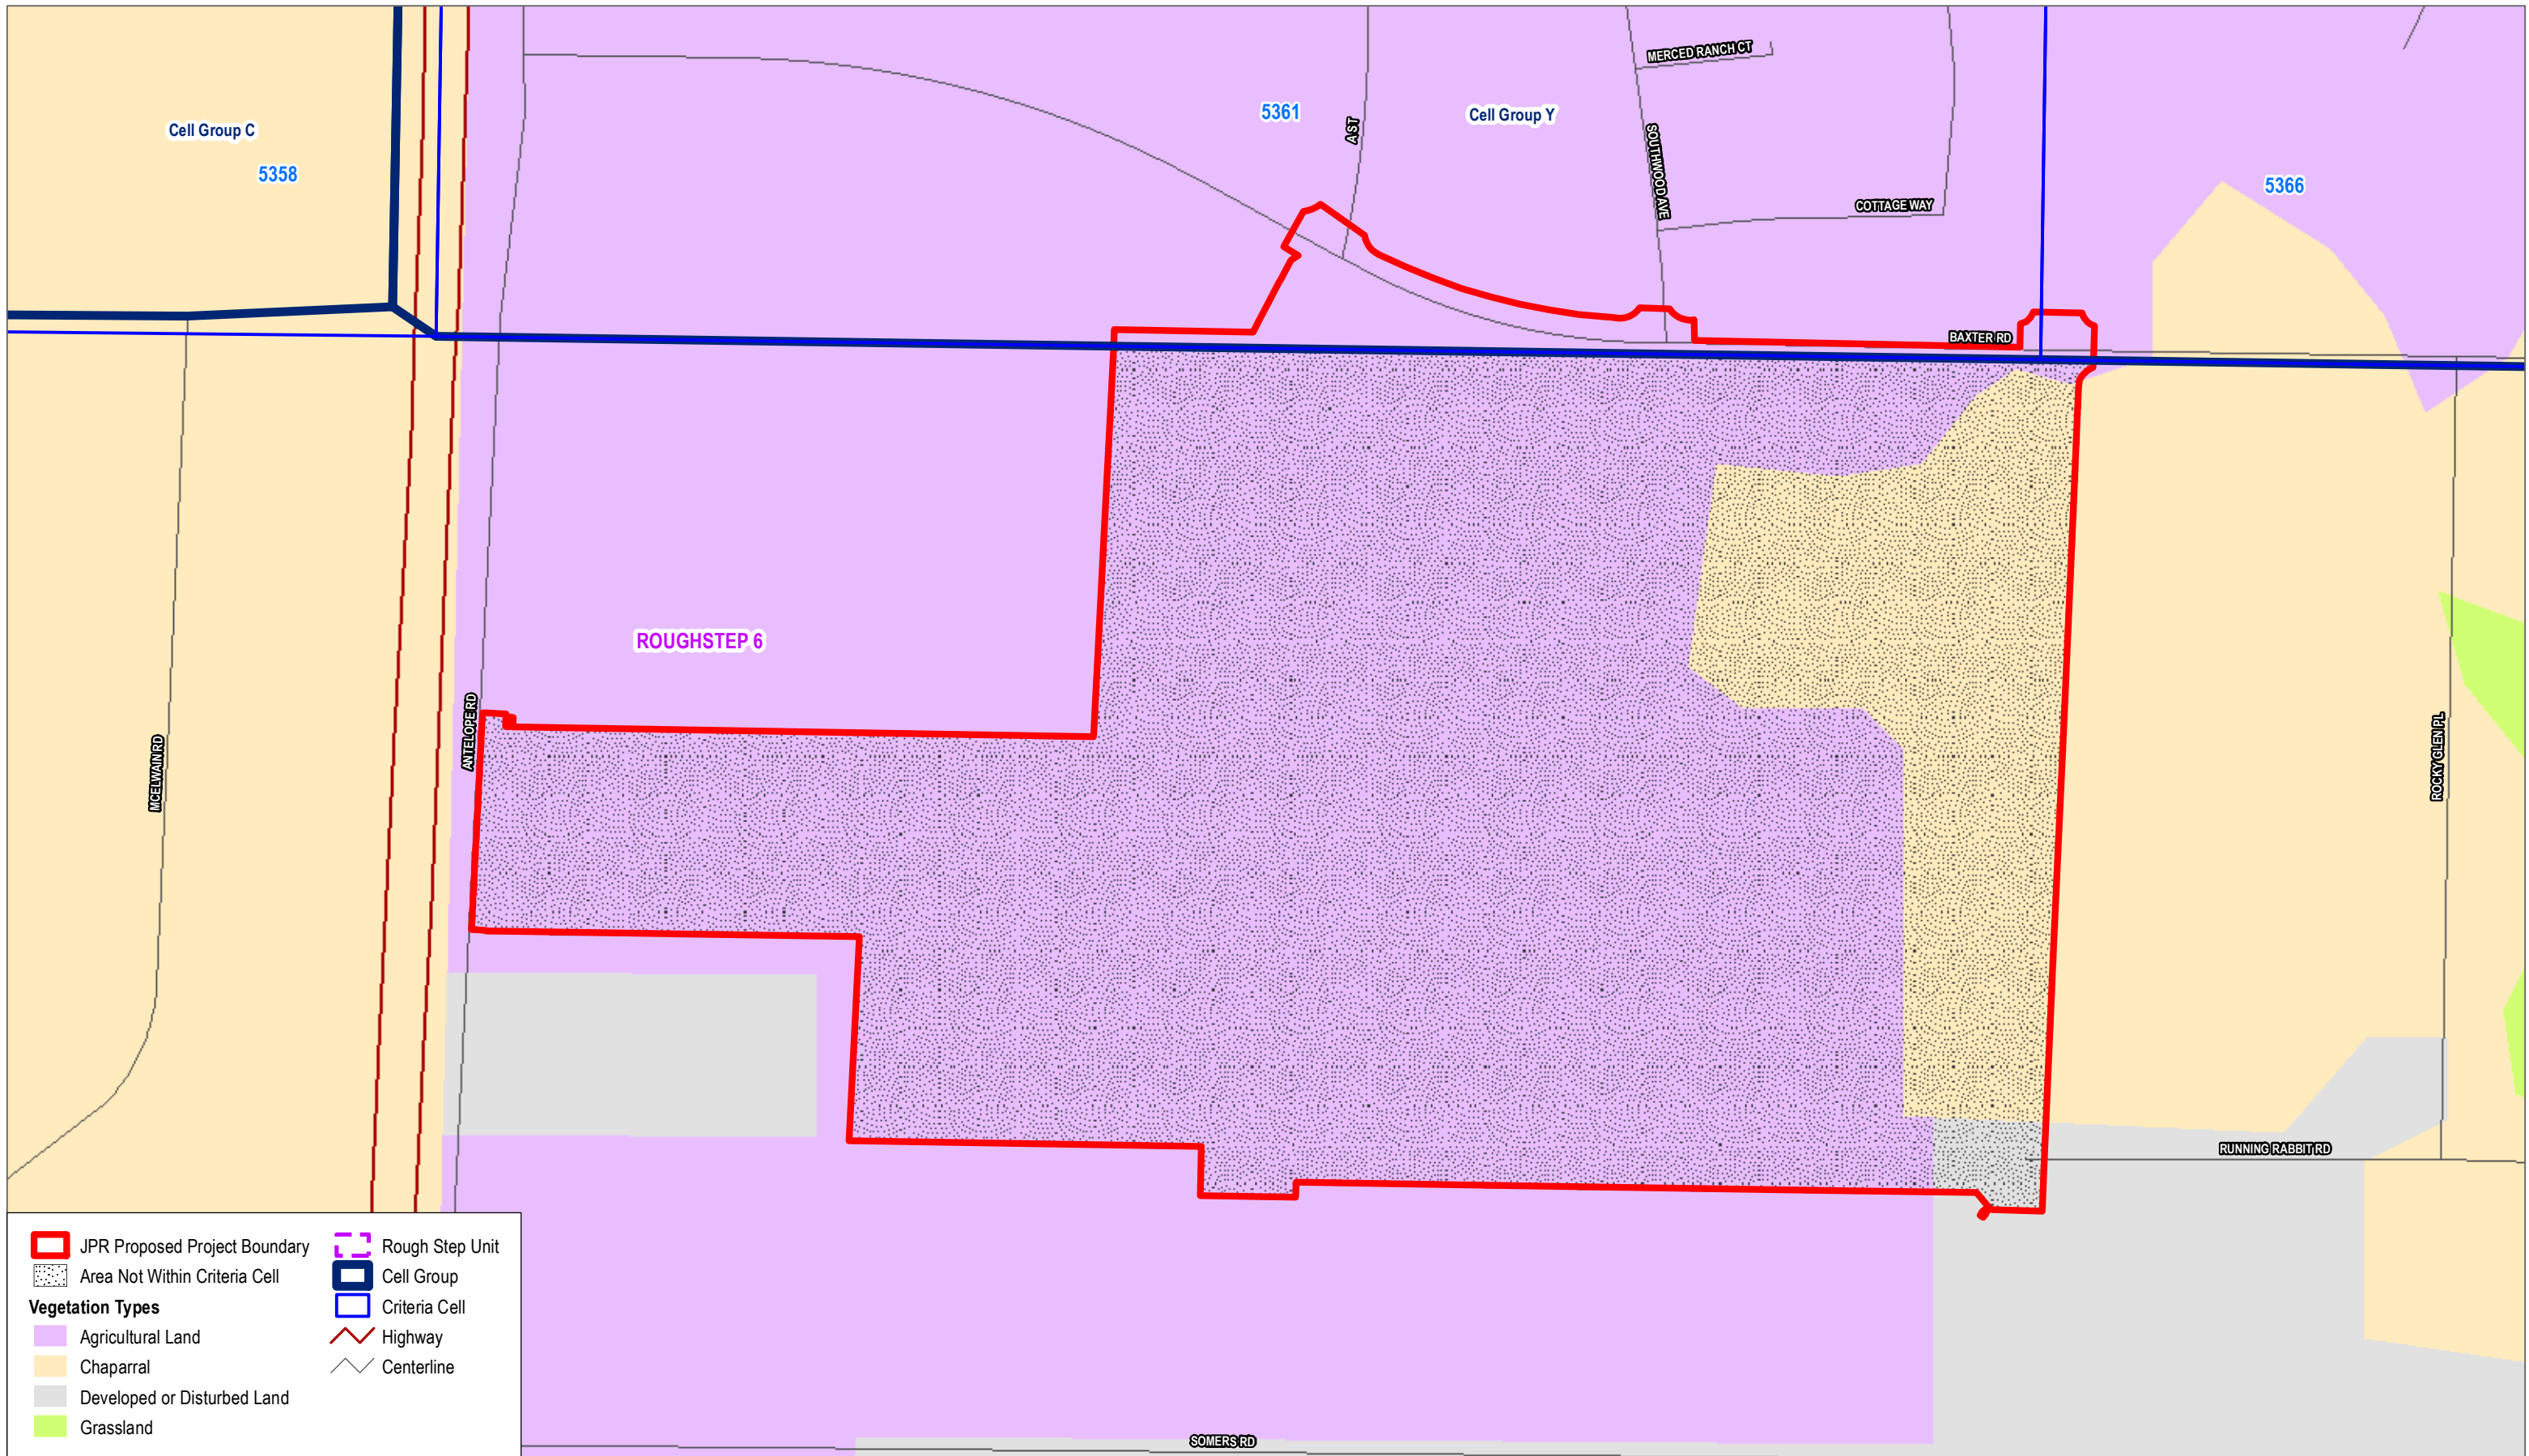 MERCED RANCH CT
5361
Cell Group Y
Cell Group C
A ST
SOUTHWOOD AVE
5358
5366
COTTAGE WAY
BAXTER RD
ROUGHSTEP 6
ANTELOPE RD
MCELWAIN RD
ROCKY GLEN PL
RUNNING RABBIT RD
JPR Proposed Project Boundary
Area Not Within Criteria Cell
Vegetation Types
Agricultural Land
Chaparral
Developed or Disturbed Land
Grassland
Rough Step Unit
Cell Group
Criteria Cell
Highway
Centerline
SOMERS RD